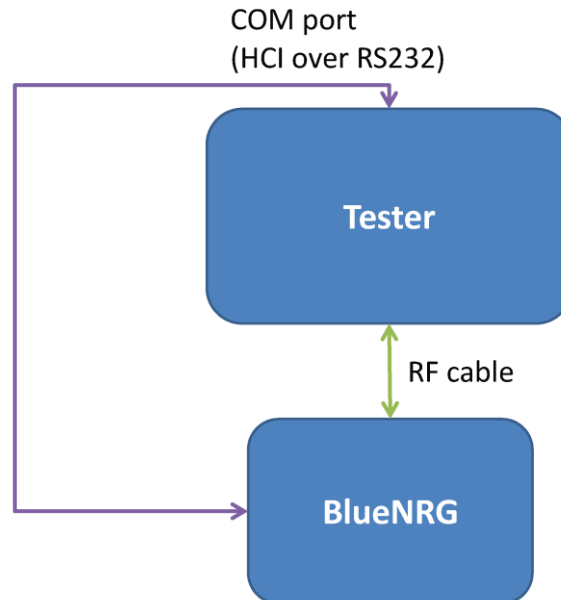 COM port
(HCI over RS232)
Tester
RF cable
BlueNRG